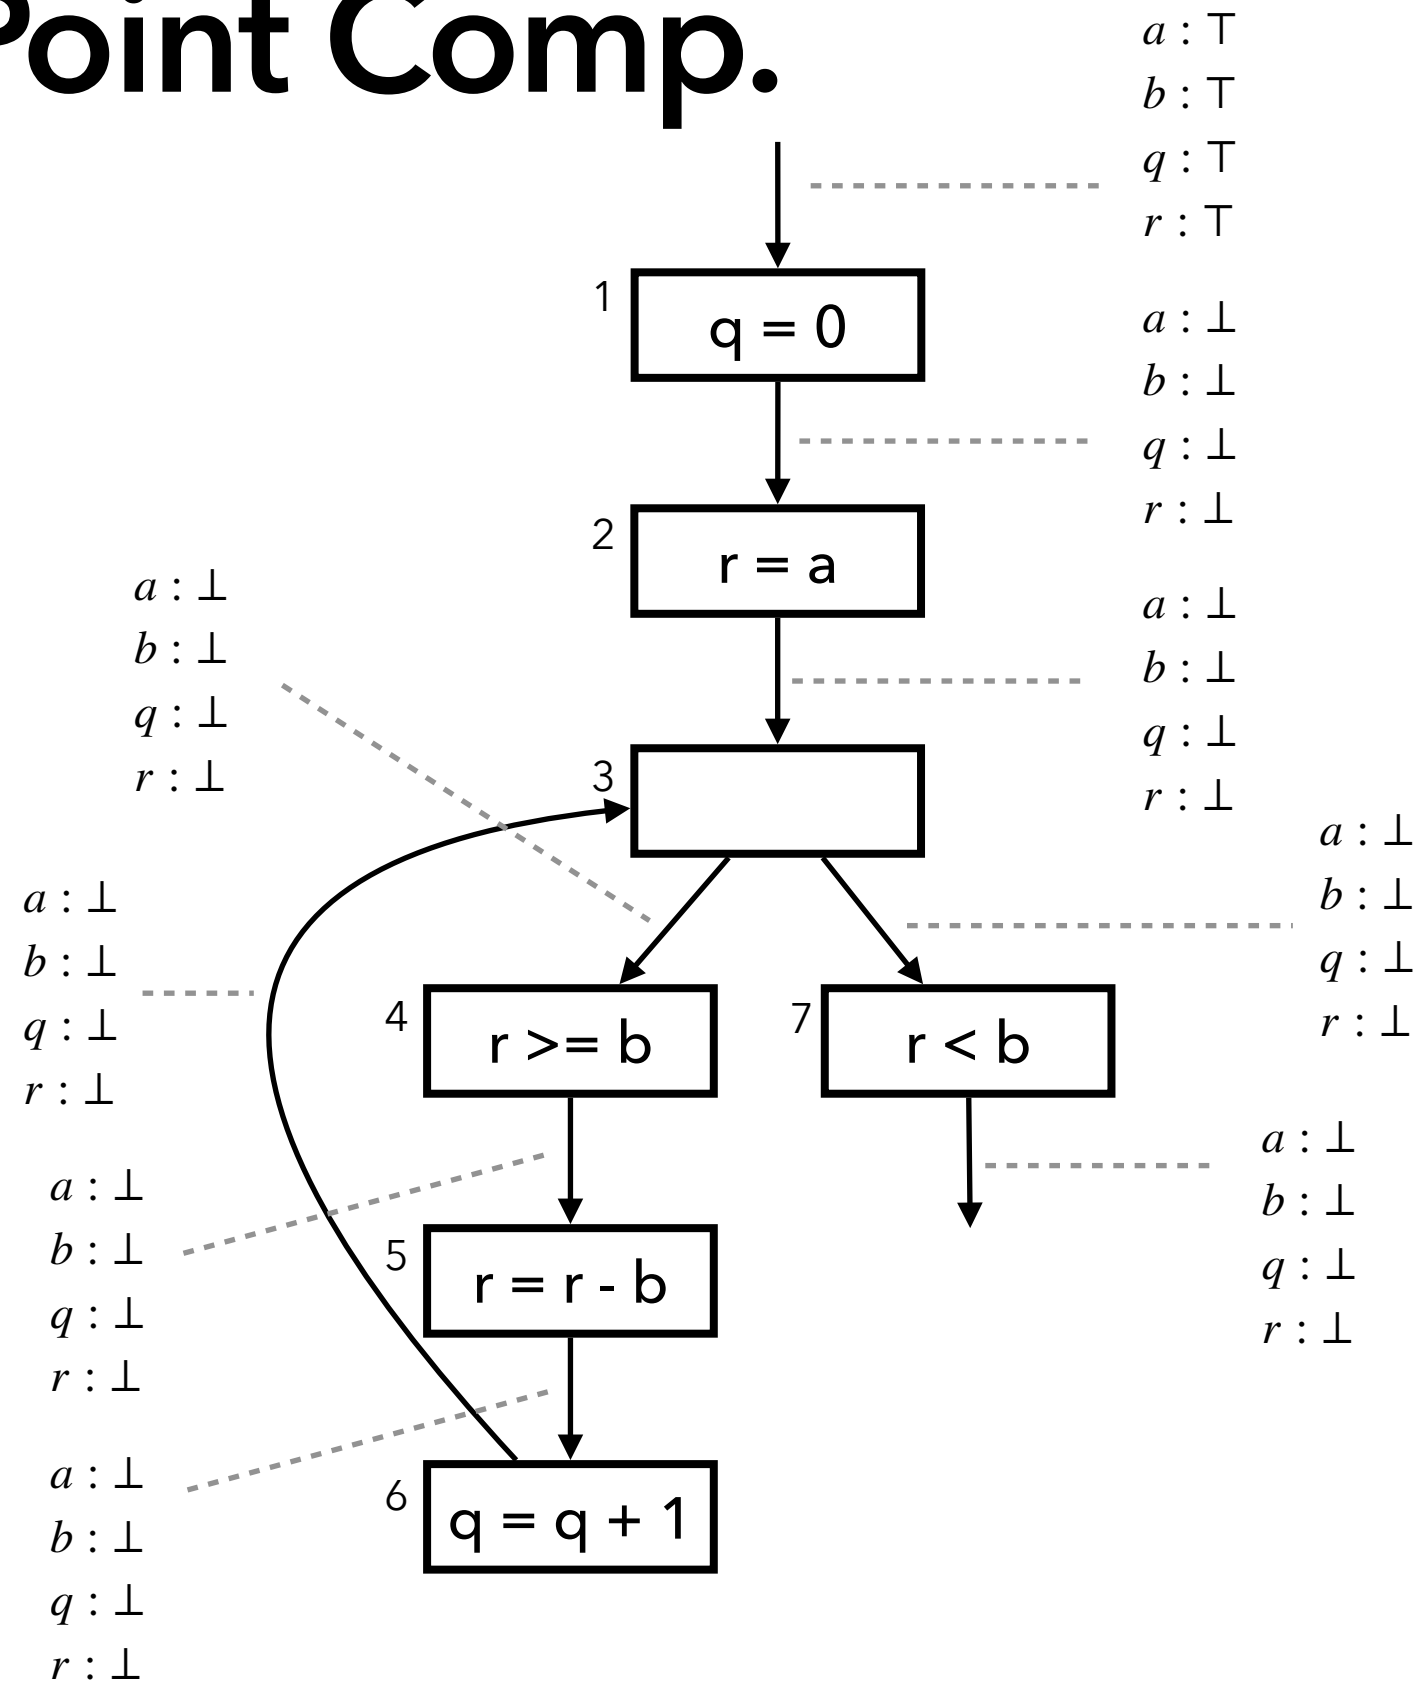 Point Comp.
a : ⊤
b : ⊤
q : ⊤
r : ⊤
1
q = 0
a : ⊥
b : ⊥
q : ⊥
r : ⊥
2
r = a
a : ⊥
b : ⊥
q : ⊥
r : ⊥
a : ⊥
b : ⊥
q : ⊥
r : ⊥
3
a : ⊥
b : ⊥
q : ⊥
r : ⊥
a : ⊥
b : ⊥
q : ⊥
r : ⊥
4
r >= b
7
r < b
a : ⊥
b : ⊥
q : ⊥
r : ⊥
a : ⊥
b : ⊥
q : ⊥
r : ⊥
5
r = r - b
a : ⊥
b : ⊥
q : ⊥
r : ⊥
6
q = q + 1